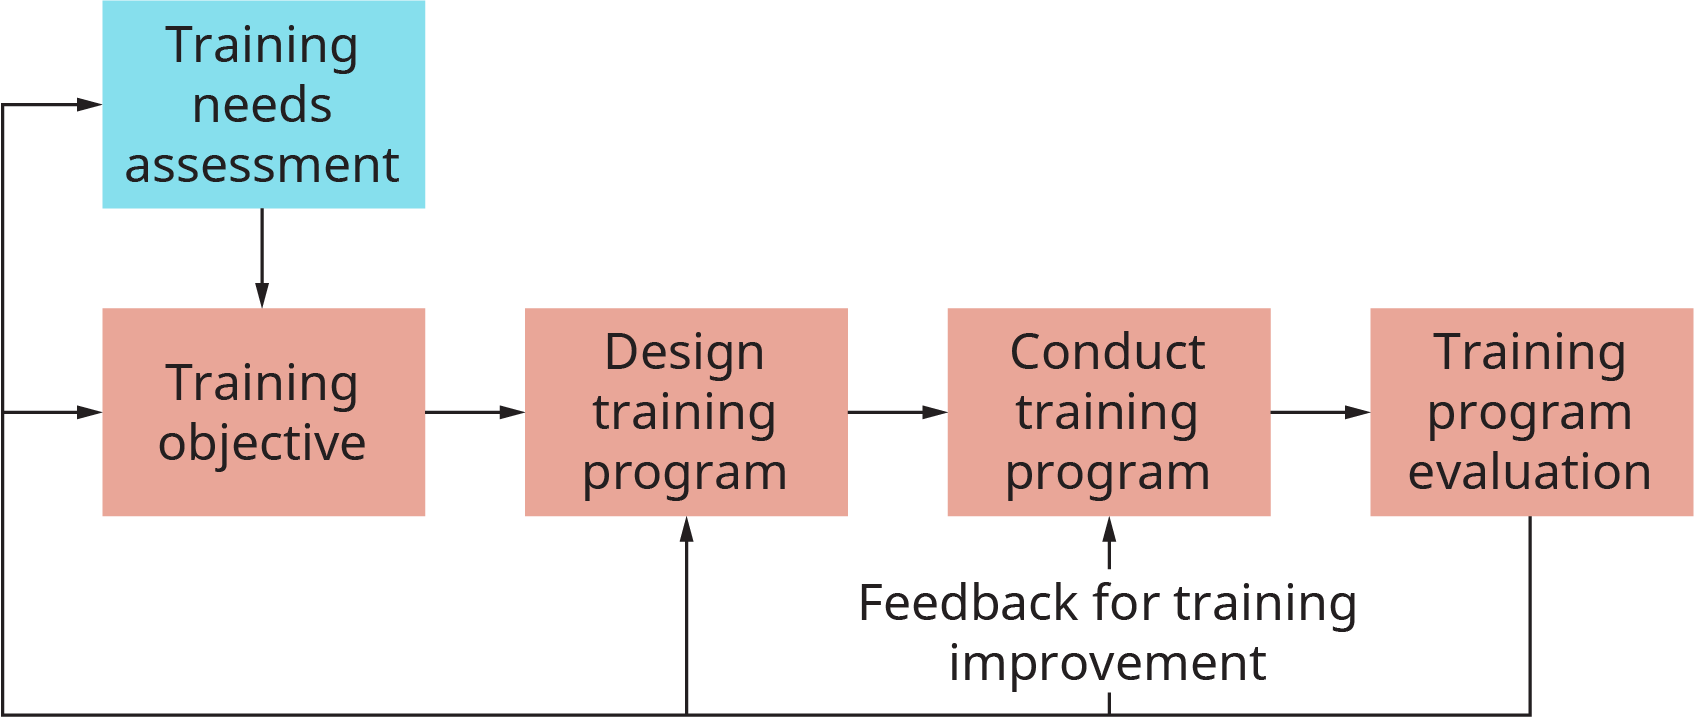 Training
needs
assessment
Training
objective
Design
training
program
Conduct
training
program
Training
program
evaluation
Feedback for training
improvement